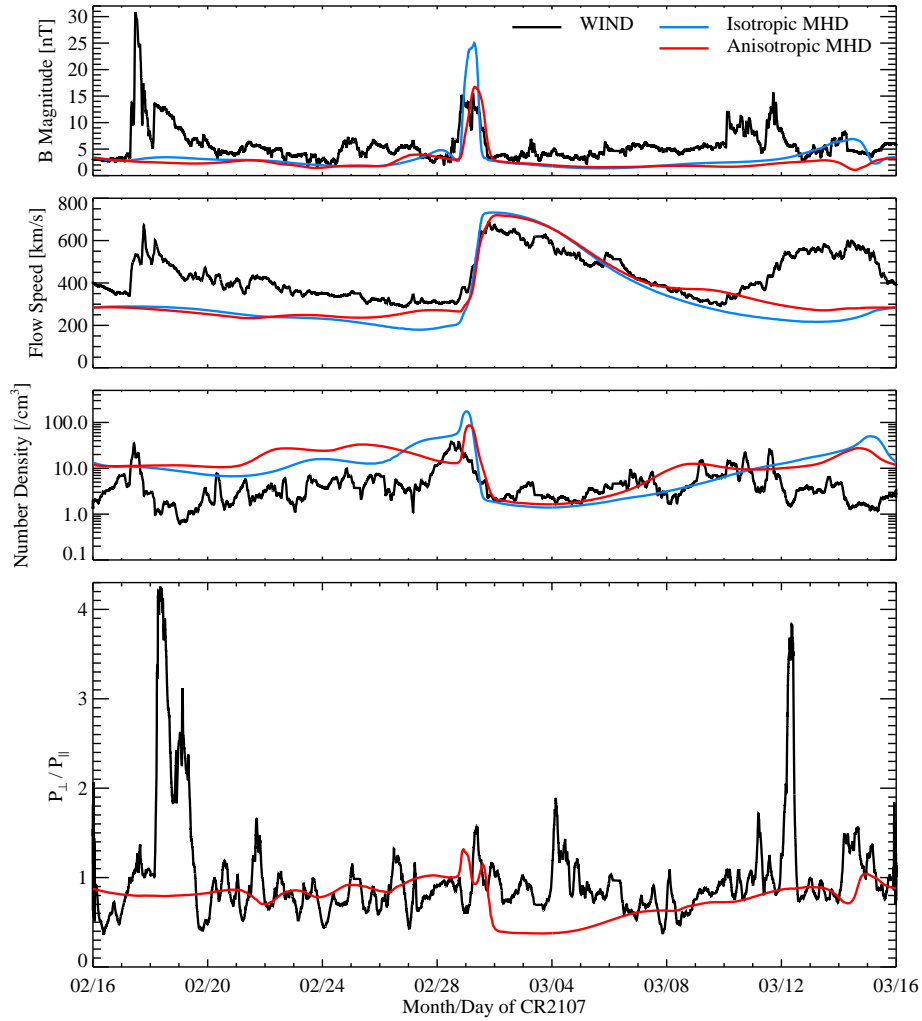 B Magnitude [nT]
30
25
20
15
10
5
0
WIND
Isotropic MHD
Anisotropic MHD
Flow Speed [km/s]
800
600
400
200
0
Number Density [/cm³]
100.0
10.0
1.0
0.1
P⊥ / P∥
4
3
2
1
0
02/16 02/20 02/24 02/28 03/04 03/08 03/12 03/16
Month/Day of CR2107